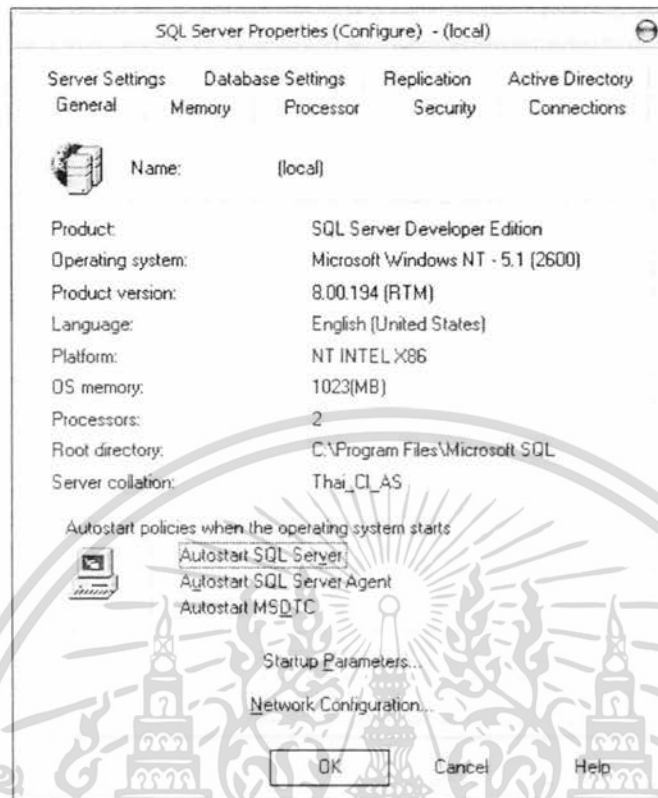 SQL Server Properties (Configure) - (local)
Server Settings Database Settings Replication Active Directory
General Memory Processor Security Connections
Name: (local)
Product: SQL Server Developer Edition
Operating system: Microsoft Windows NT - 5.1 (2600)
Product version: 8.00.194 (RTM)
Language: English (United States)
Platform: NT INTEL X86
OS memory: 1023(MB)
Processors: 2
Root directory: C:\Program Files\Microsoft SQL
Server collation: Thai_CI_AS
Autostart policies when the operating system starts
Autostart SQL Server
Autostart SQL Server Agent
Autostart MSDTC
Startup Parameters...
Network Configuration...
OK Cancel Help